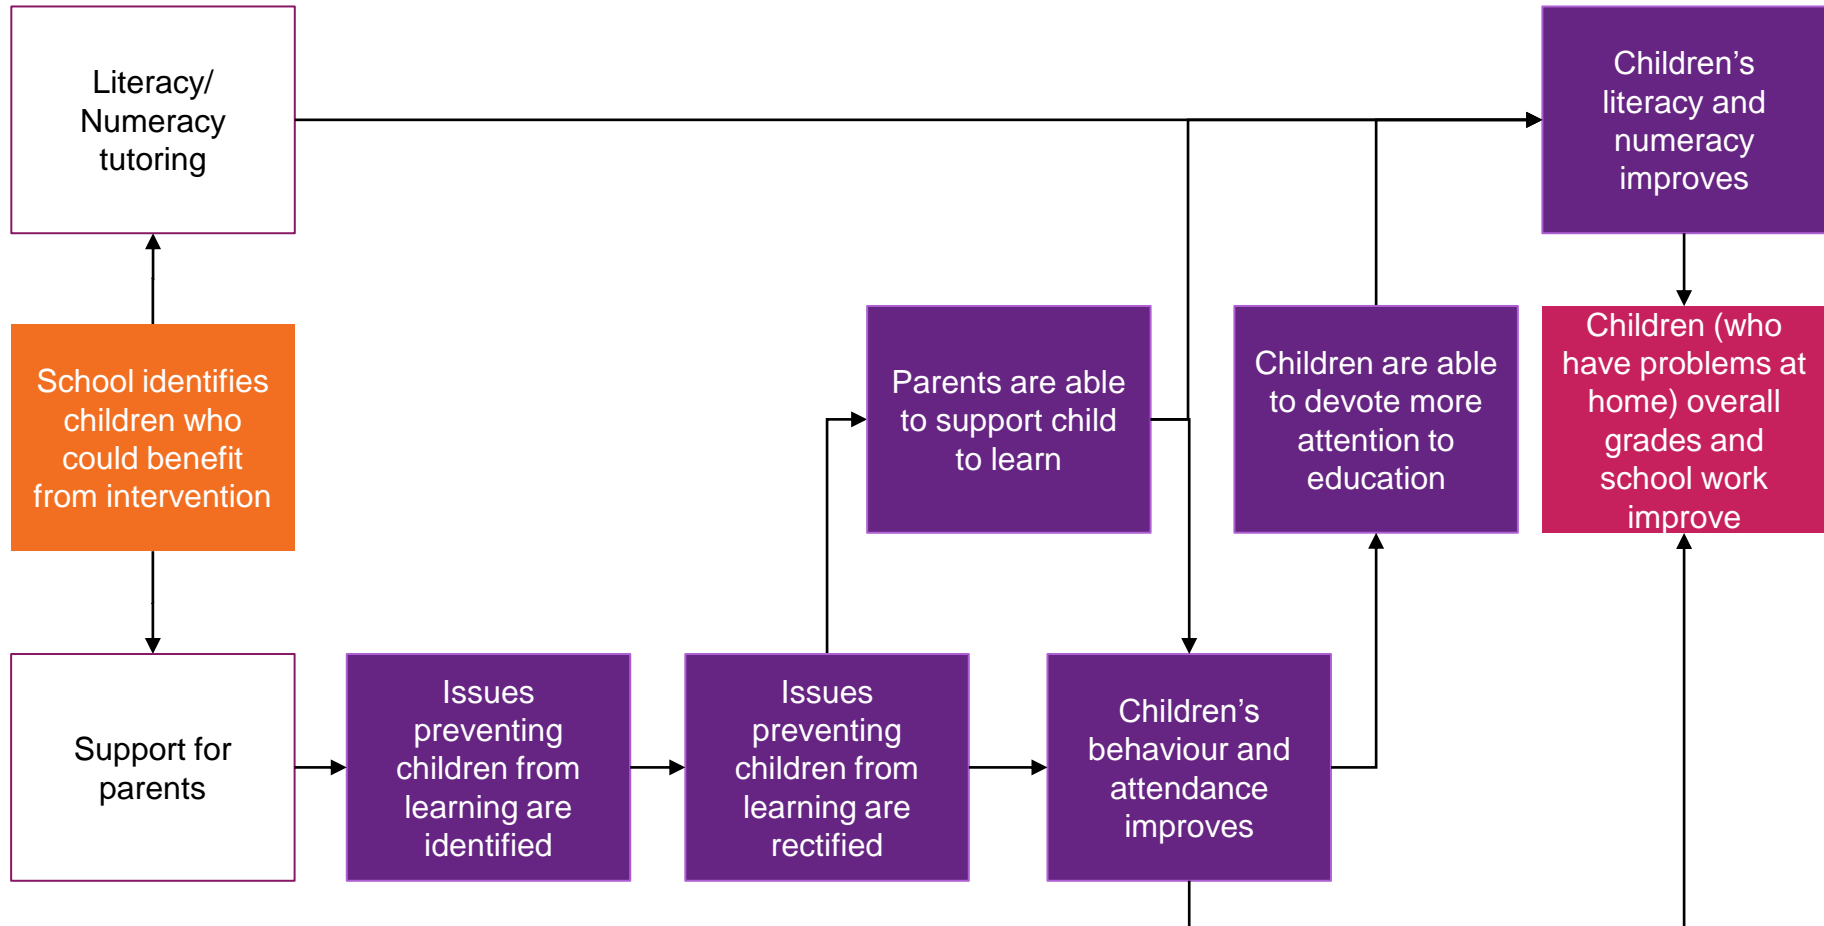 Literacy/
Numeracy
tutoring
Children’s
literacy and
numeracy
improves
School identifies
children who
could benefit
from intervention
Parents are able
to support child
to learn
Children are able
to devote more
attention to
education
Children (who
have problems at
home) overall
grades and
school work
improve
Support for
parents
Issues
preventing
children from
learning are
identified
Issues
preventing
children from
learning are
rectified
Children’s
behaviour and
attendance
improves